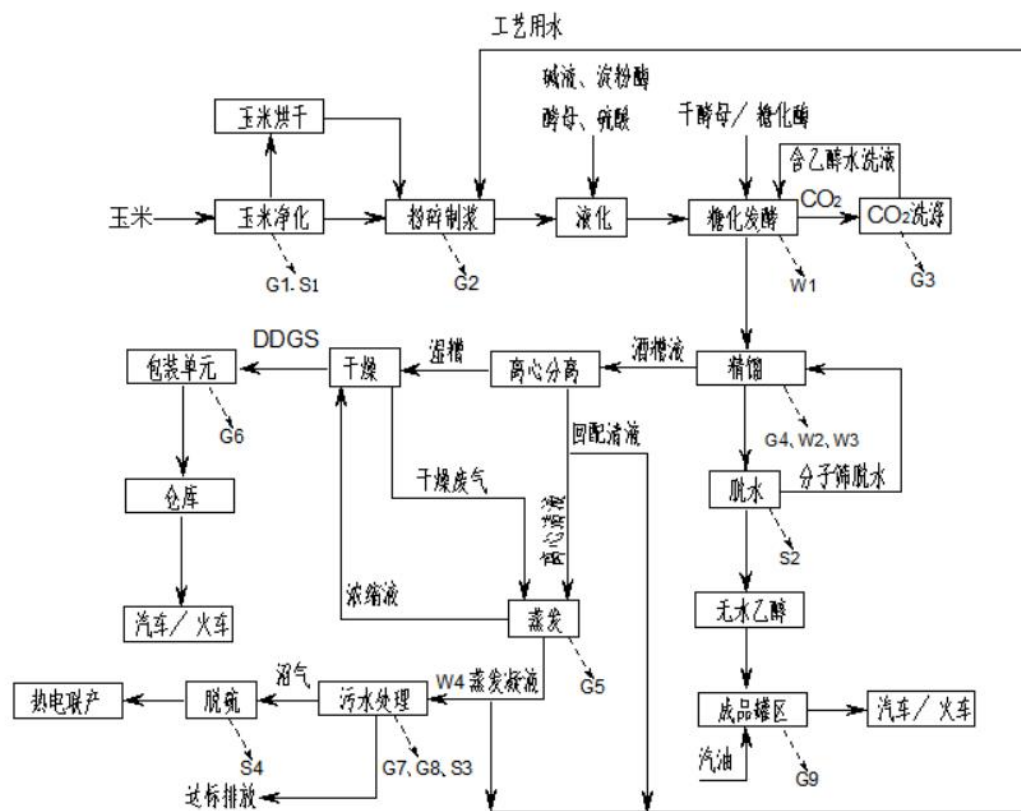 工艺用水
碱液、淀粉酶
酵母、硫酸
干酵母/糖化酶
玉米烘干
含乙醇水洗液
玉米
玉米净化
粉碎制浆
液化
糖化发酵
CO₂
CO₂洗涤
G1-S1
G2
W1
G3
DDGS
湿糟
酒糟液
包装单元
干燥
离心分离
精馏
G6
回配清液
G4、W2、W3
干燥废气
分子筛脱水
仓库
脱水
离心清液
S2
浓缩液
无水乙醇
汽车/火车
蒸发
沼气
W4
蒸发凝液
G5
热电联产
脱硫
污水处理
成品罐区
汽车/火车
S4
G7、G8、S3
汽油
G9
达标排放